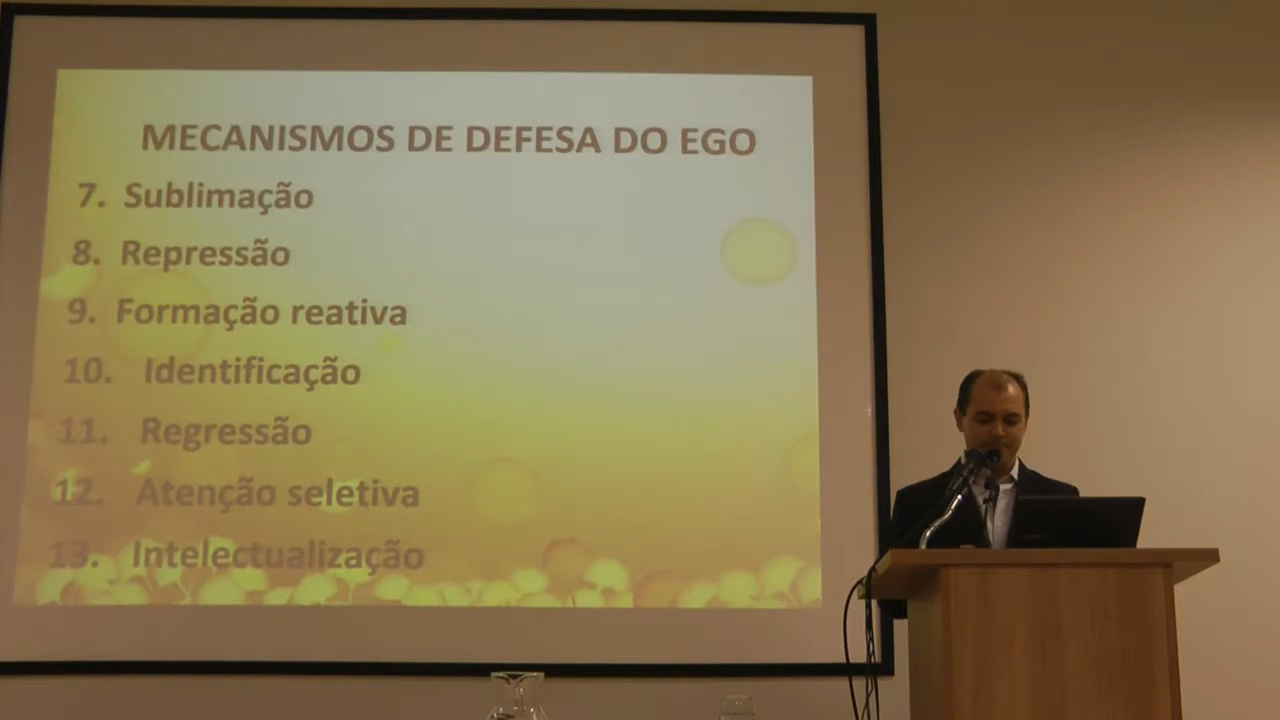 MECANISMOS DE DEFESA DO EGO
7. Sublimação
8. Repressão
9. Formação reativa
10. Identificação
11. Regressão
12. Atenção seletiva
13. Intelectualização